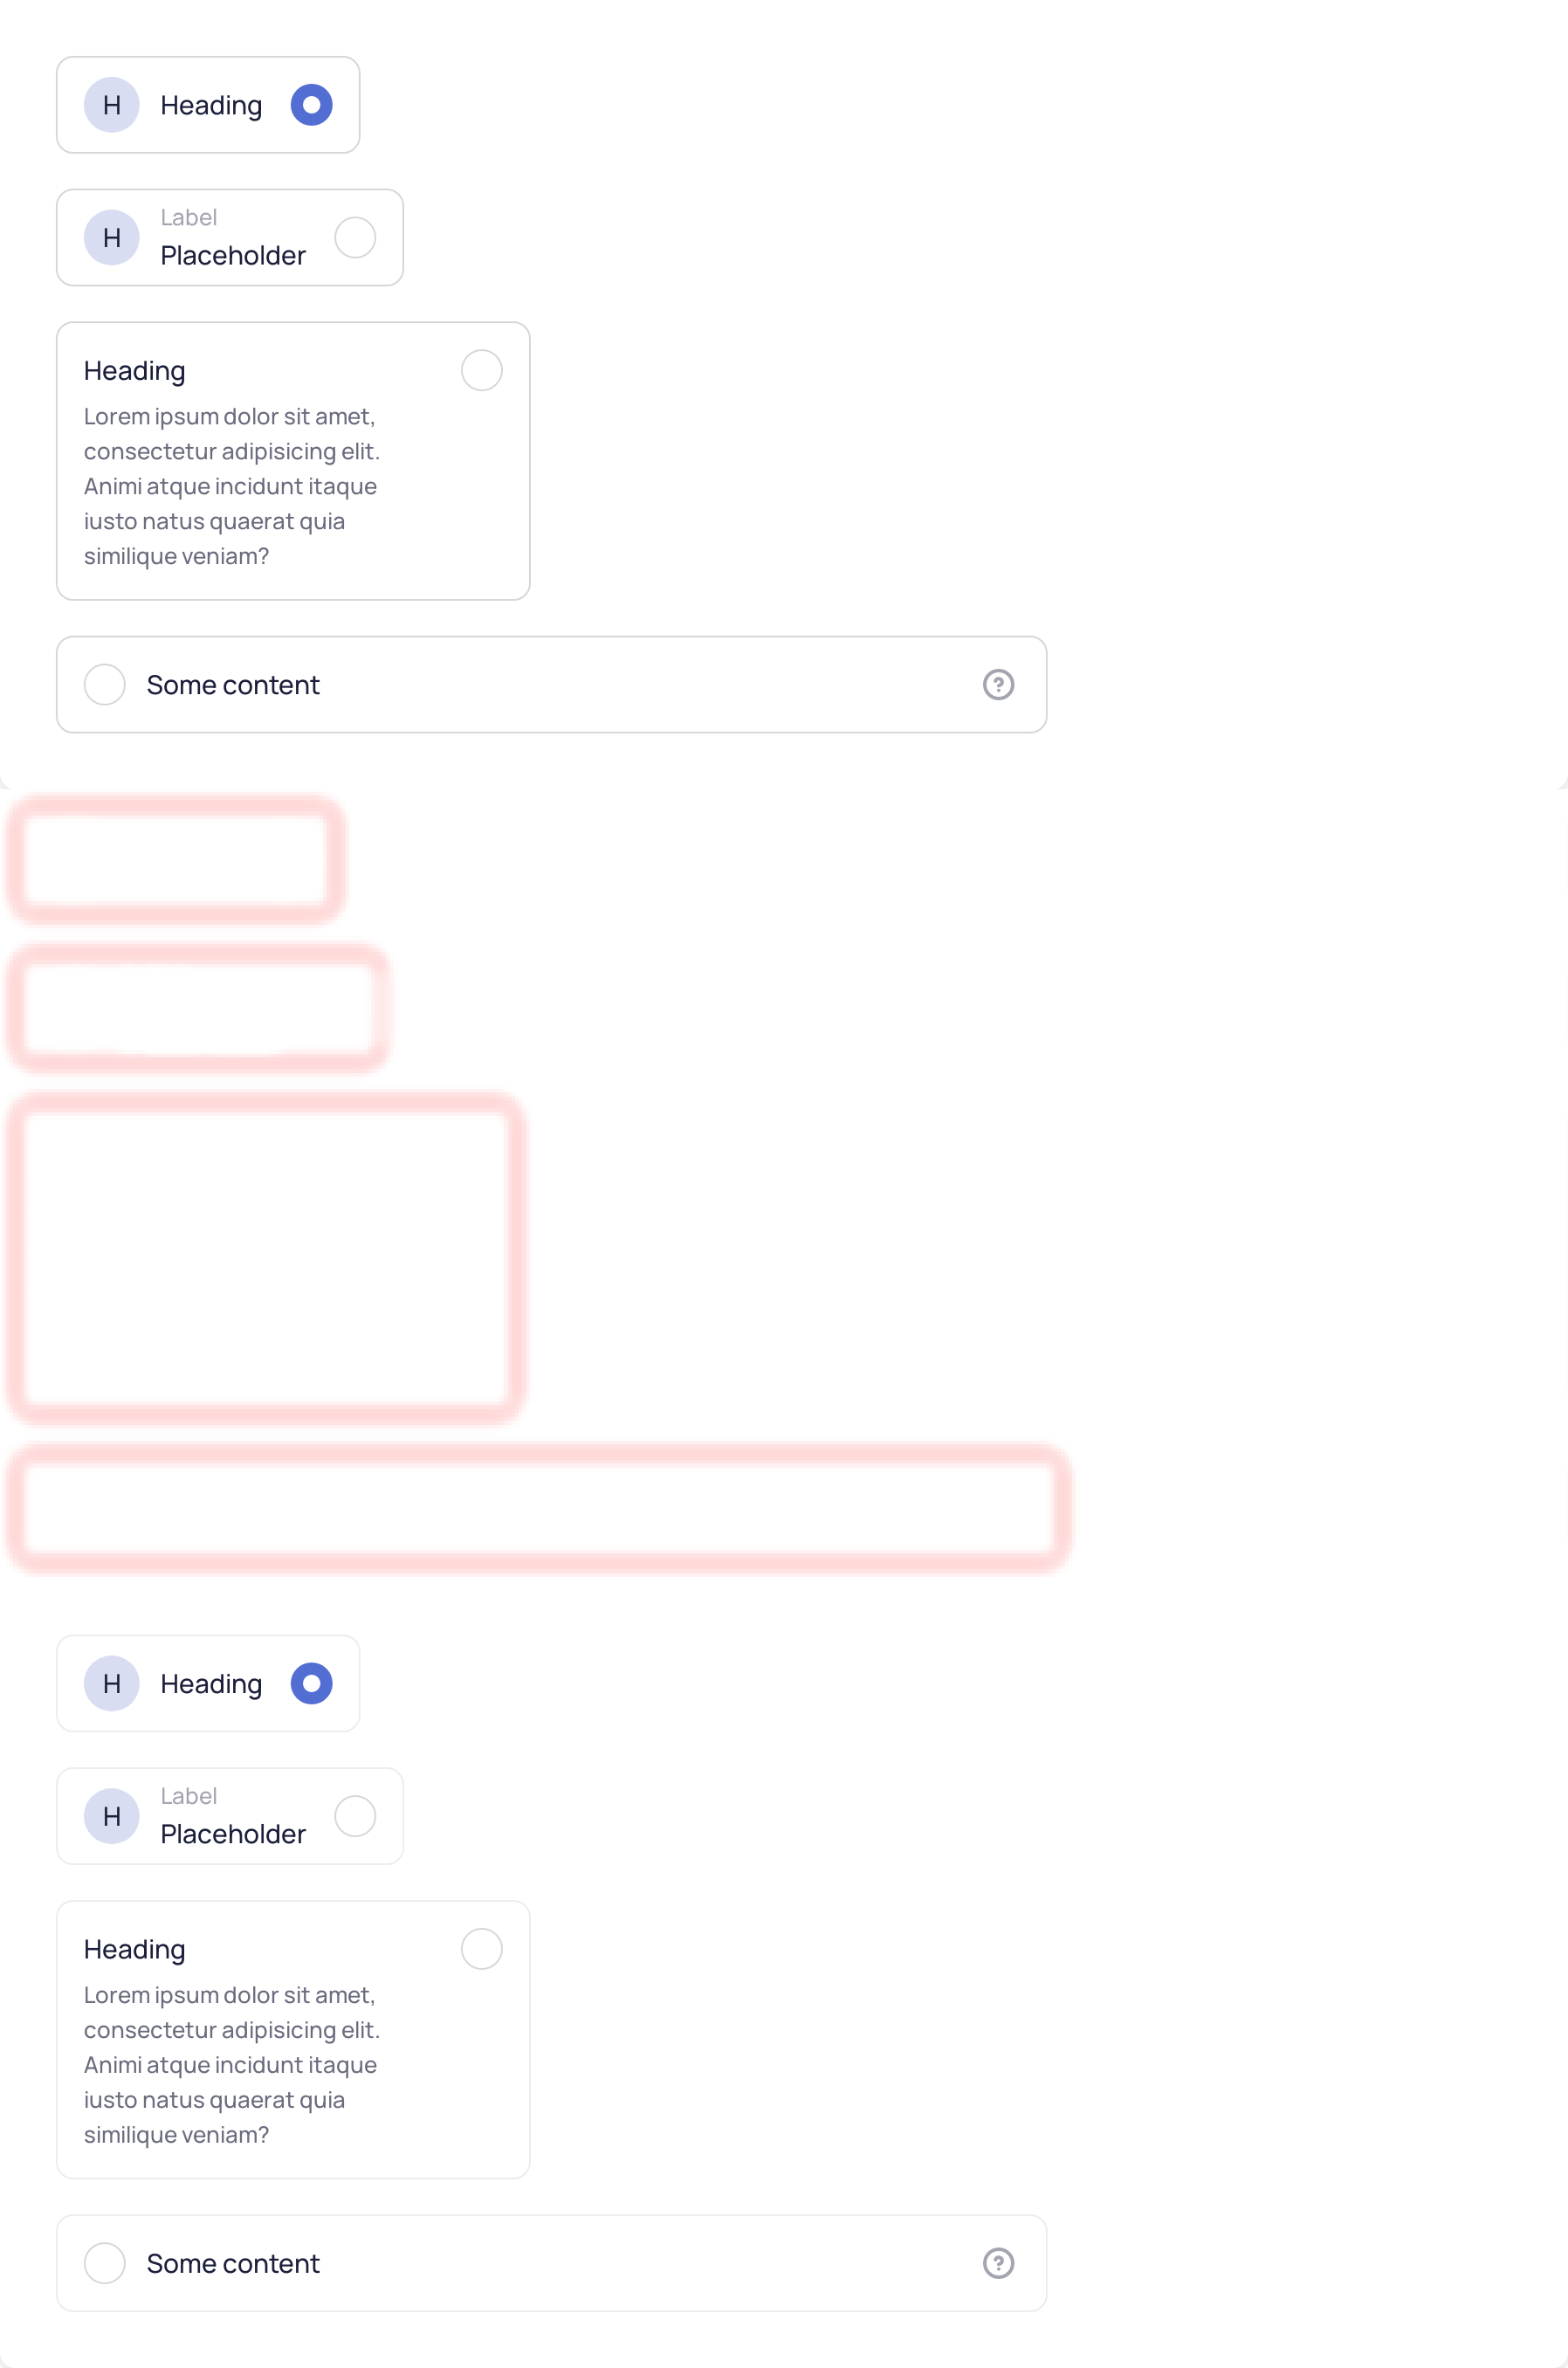 H Heading
Label
H
Placeholder
Heading
Lorem ipsum dolor sit amet,
consectetur adipisicing elit.
Animi atque incidunt itaque
iusto natus quaerat quia
similique veniam?
Some content ?
H Heading
Label
H
Placeholder
Heading
Lorem ipsum dolor sit amet,
consectetur adipisicing elit.
Animi atque incidunt itaque
iusto natus quaerat quia
similique veniam?
Some content ?